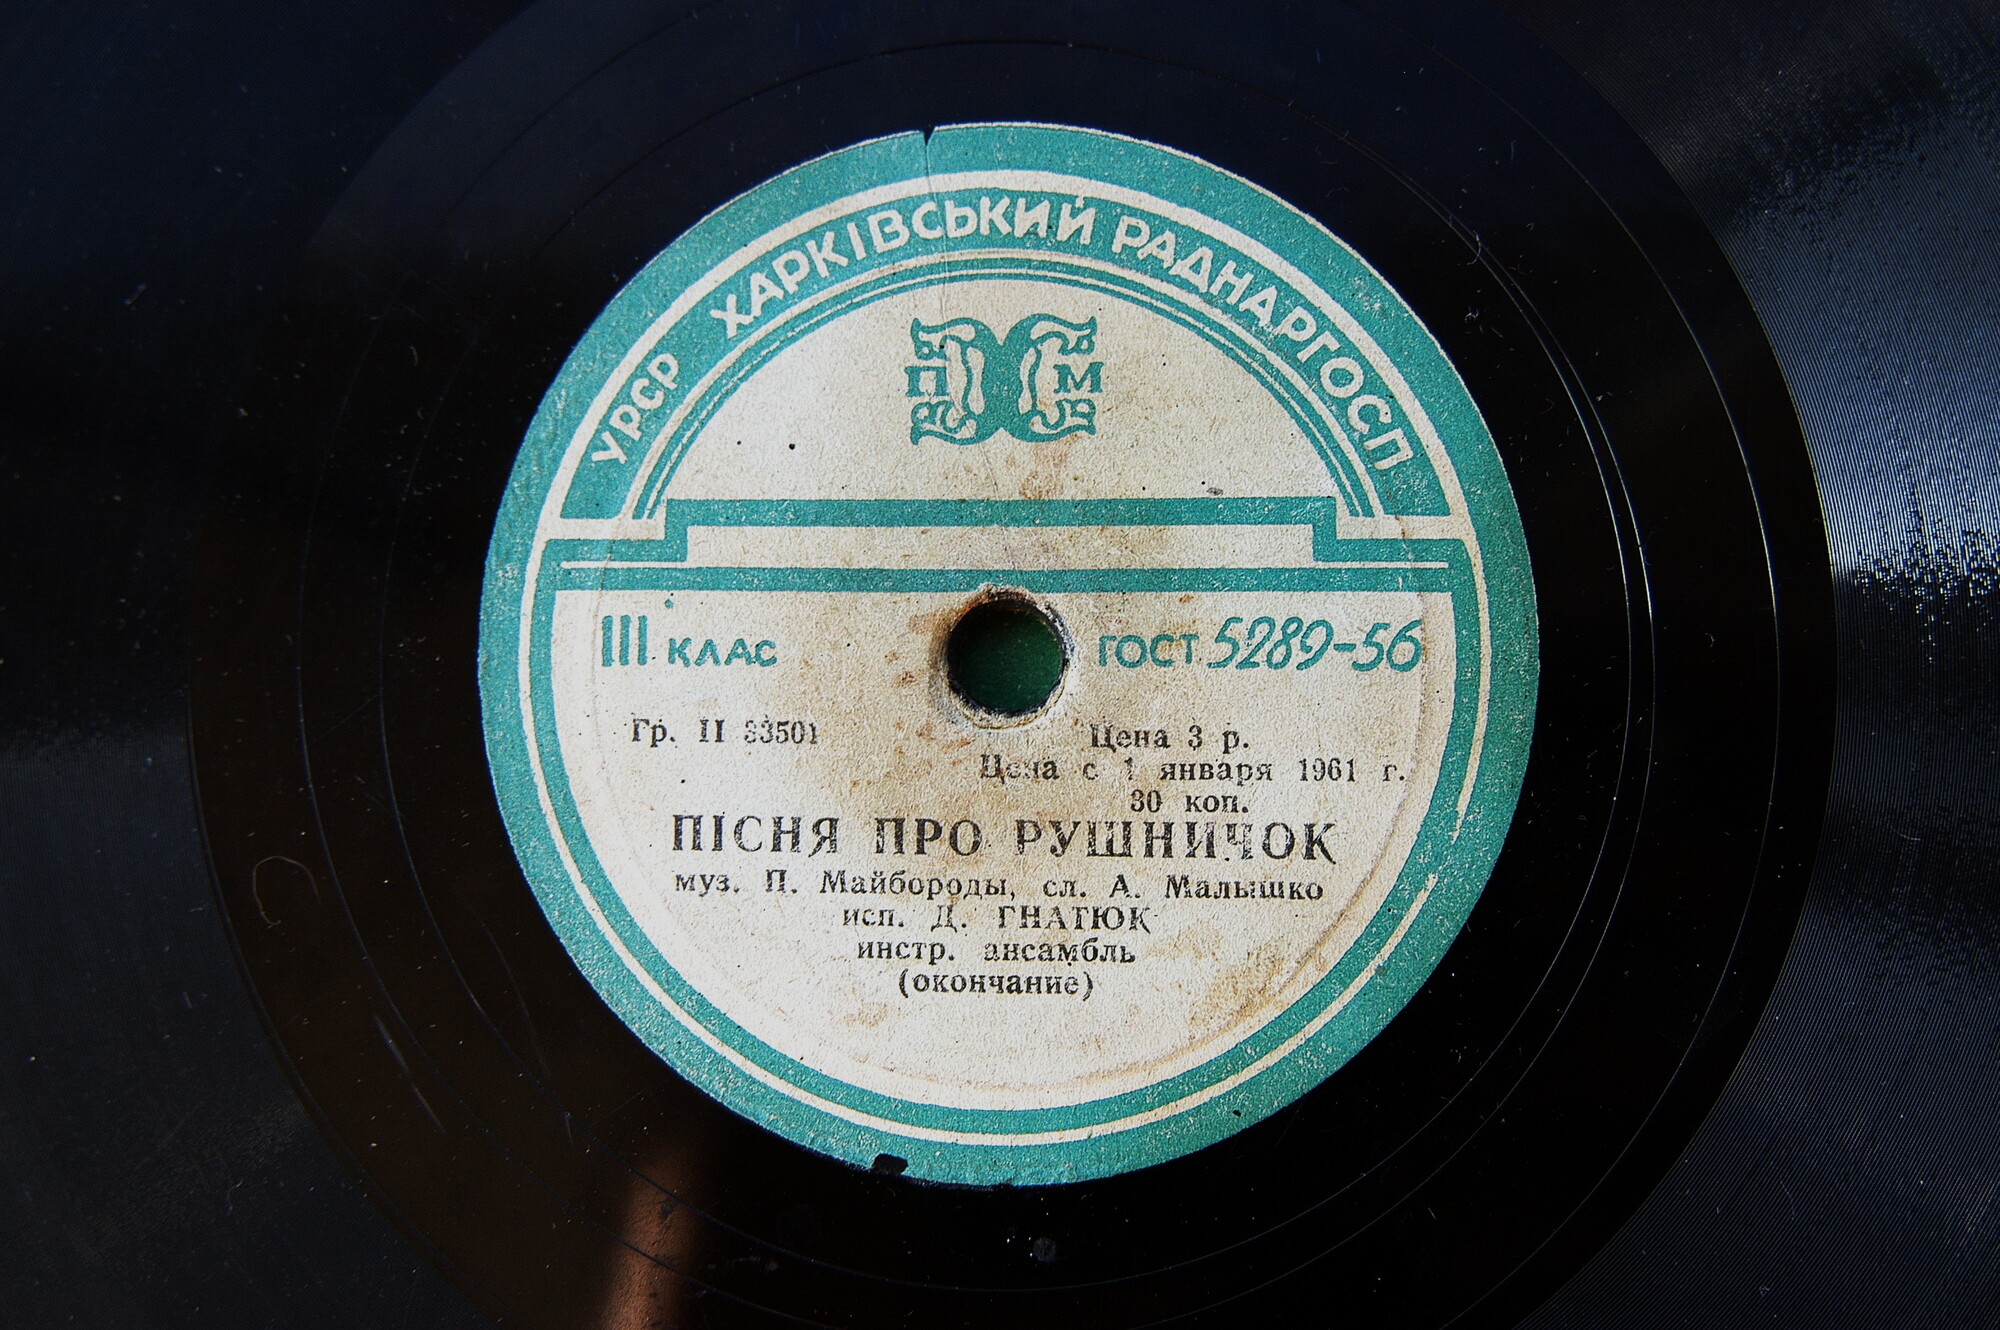 УРСР ХАРКІВСЬКИЙ РАДНАРГОСП
П М
III КЛАС ГОСТ 5289-56
Гр. II 33501 Цена 3 р.
Цена с 1 января 1961 г.
30 коп.
ПІСНЯ ПРО РУШНИЧОК
муз. П. Майбороды, сл. А. Малышко
исп. Д. ГНАТЮК
инстр. ансамбль
(окончание)